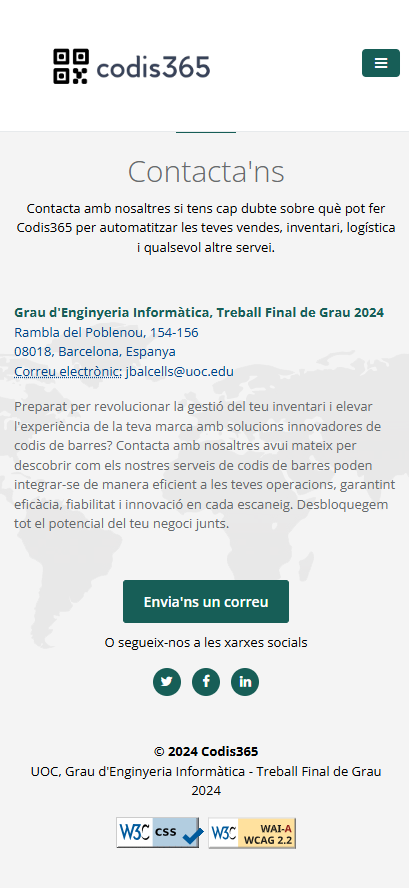 codis365
Contacta'ns
Contacta amb nosaltres si tens cap dubte sobre què pot fer
Codis365 per automatitzar les teves vendes, inventari, logística
i qualsevol altre servei.
Grau d'Enginyeria Informàtica, Treball Final de Grau 2024
Rambla del Poblenou, 154-156
08018, Barcelona, Espanya
Correu electrònic: jbalcells@uoc.edu
Preparat per revolucionar la gestió del teu inventari i elevar
l'experiència de la teva marca amb solucions innovadores de
codis de barres? Contacta amb nosaltres avui mateix per
descobrir com els nostres serveis de codis de barres poden
integrar-se de manera eficient a les teves operacions, garantint
eficàcia, fiabilitat i innovació en cada escaneig. Desbloquegem
tot el potencial del teu negoci junts.
Envia'ns un correu
O segueix-nos a les xarxes socials
© 2024 Codis365
UOC, Grau d'Enginyeria Informàtica - Treball Final de Grau
2024
W3C css
W3C WAI-A
WCAG 2.2